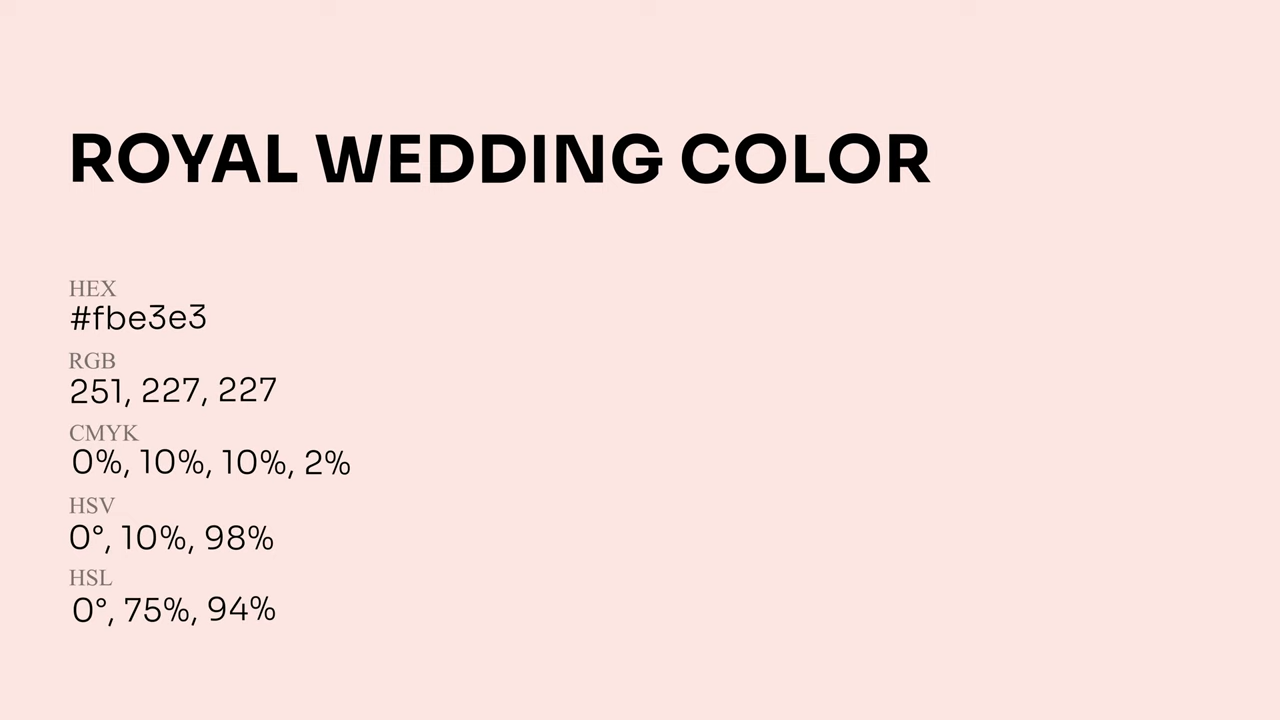 ROYAL WEDDING COLOR
HEX
#fbe3e3
RGB
251, 227, 227
CMYK
0%, 10%, 10%, 2%
HSV
0°, 10%, 98%
HSL
0°, 75%, 94%